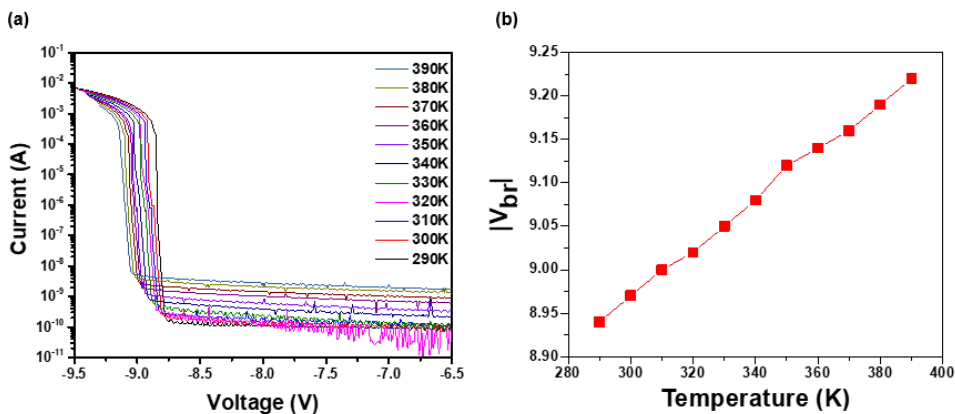 (a)
(b)
10⁻¹
10⁻²
10⁻³
10⁻⁴
10⁻⁵
10⁻⁶
10⁻⁷
10⁻⁸
10⁻⁹
10⁻¹⁰
10⁻¹¹
Current (A)
390K
380K
370K
360K
350K
340K
330K
320K
310K
300K
290K
-9.5 -9.0 -8.5 -8.0 -7.5 -7.0 -6.5
Voltage (V)
9.25
9.20
9.15
9.10
9.05
9.00
8.95
8.90
|Vbr|
280 300 320 340 360 380 400
Temperature (K)